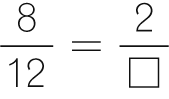 8/12 = 2/□